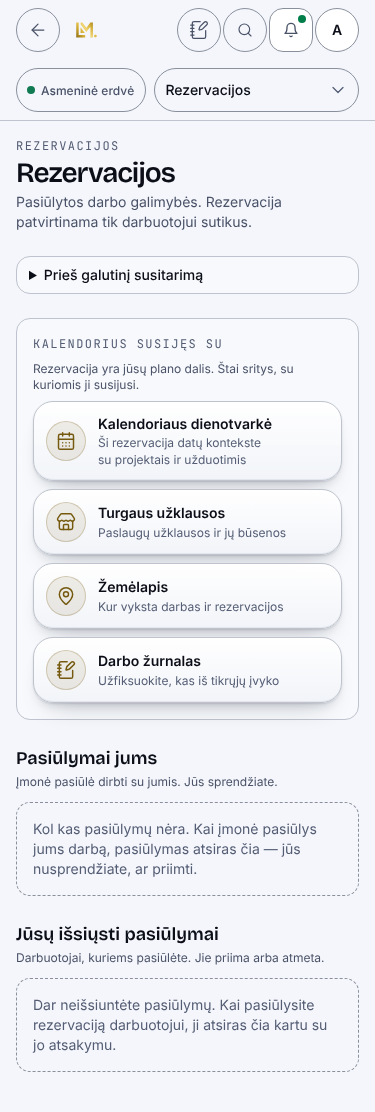 LM.
A
Asmeninė erdvė
Rezervacijos
REZERVACIJOS
Rezervacijos
Pasiūlytos darbo galimybės. Rezervacija
patvirtinama tik darbuotojui sutikus.
Prieš galutinį susitarimą
KALENDORIUS SUSIJĘS SU
Rezervacija yra jūsų plano dalis. Štai sritys, su
kuriomis ji susijusi.
Kalendoriaus dienotvarkė
Ši rezervacija datų kontekste
su projektais ir užduotimis
Turgaus užklausos
Paslaugų užklausos ir jų būsenos
Žemėlapis
Kur vyksta darbas ir rezervacijos
Darbo žurnalas
Užfiksuokite, kas iš tikrųjų įvyko
Pasiūlymai jums
Įmonė pasiūlė dirbti su jumis. Jūs sprendžiate.
Kol kas pasiūlymų nėra. Kai įmonė pasiūlys
jums darbą, pasiūlymas atsiras čia — jūs
nusprendžiate, ar priimti.
Jūsų išsiųsti pasiūlymai
Darbuotojai, kuriems pasiūlėte. Jie priima arba atmeta.
Dar neišsiuntėte pasiūlymų. Kai pasiūlysite
rezervaciją darbuotojui, ji atsiras čia kartu su
jo atsakymu.